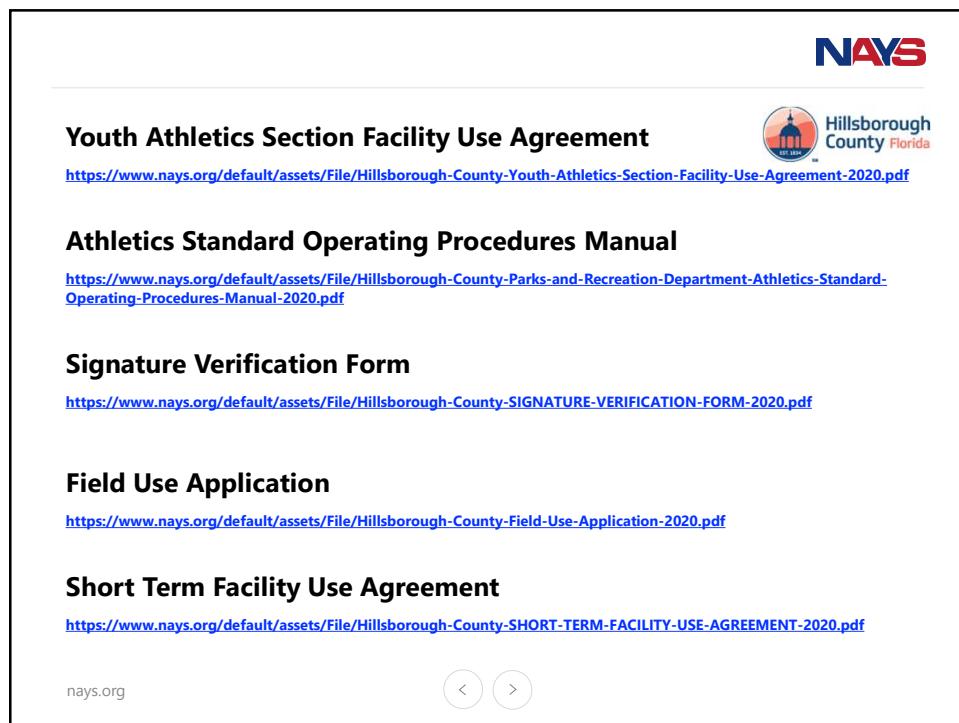 NAYS
Youth Athletics Section Facility Use Agreement
Hillsborough
County Florida
EST. 1834
SM
https://www.nays.org/default/assets/File/Hillsborough-County-Youth-Athletics-Section-Facility-Use-Agreement-2020.pdf
Athletics Standard Operating Procedures Manual
https://www.nays.org/default/assets/File/Hillsborough-County-Parks-and-Recreation-Department-Athletics-Standard-
Operating-Procedures-Manual-2020.pdf
Signature Verification Form
https://www.nays.org/default/assets/File/Hillsborough-County-SIGNATURE-VERIFICATION-FORM-2020.pdf
Field Use Application
https://www.nays.org/default/assets/File/Hillsborough-County-Field-Use-Application-2020.pdf
Short Term Facility Use Agreement
https://www.nays.org/default/assets/File/Hillsborough-County-SHORT-TERM-FACILITY-USE-AGREEMENT-2020.pdf
nays.org